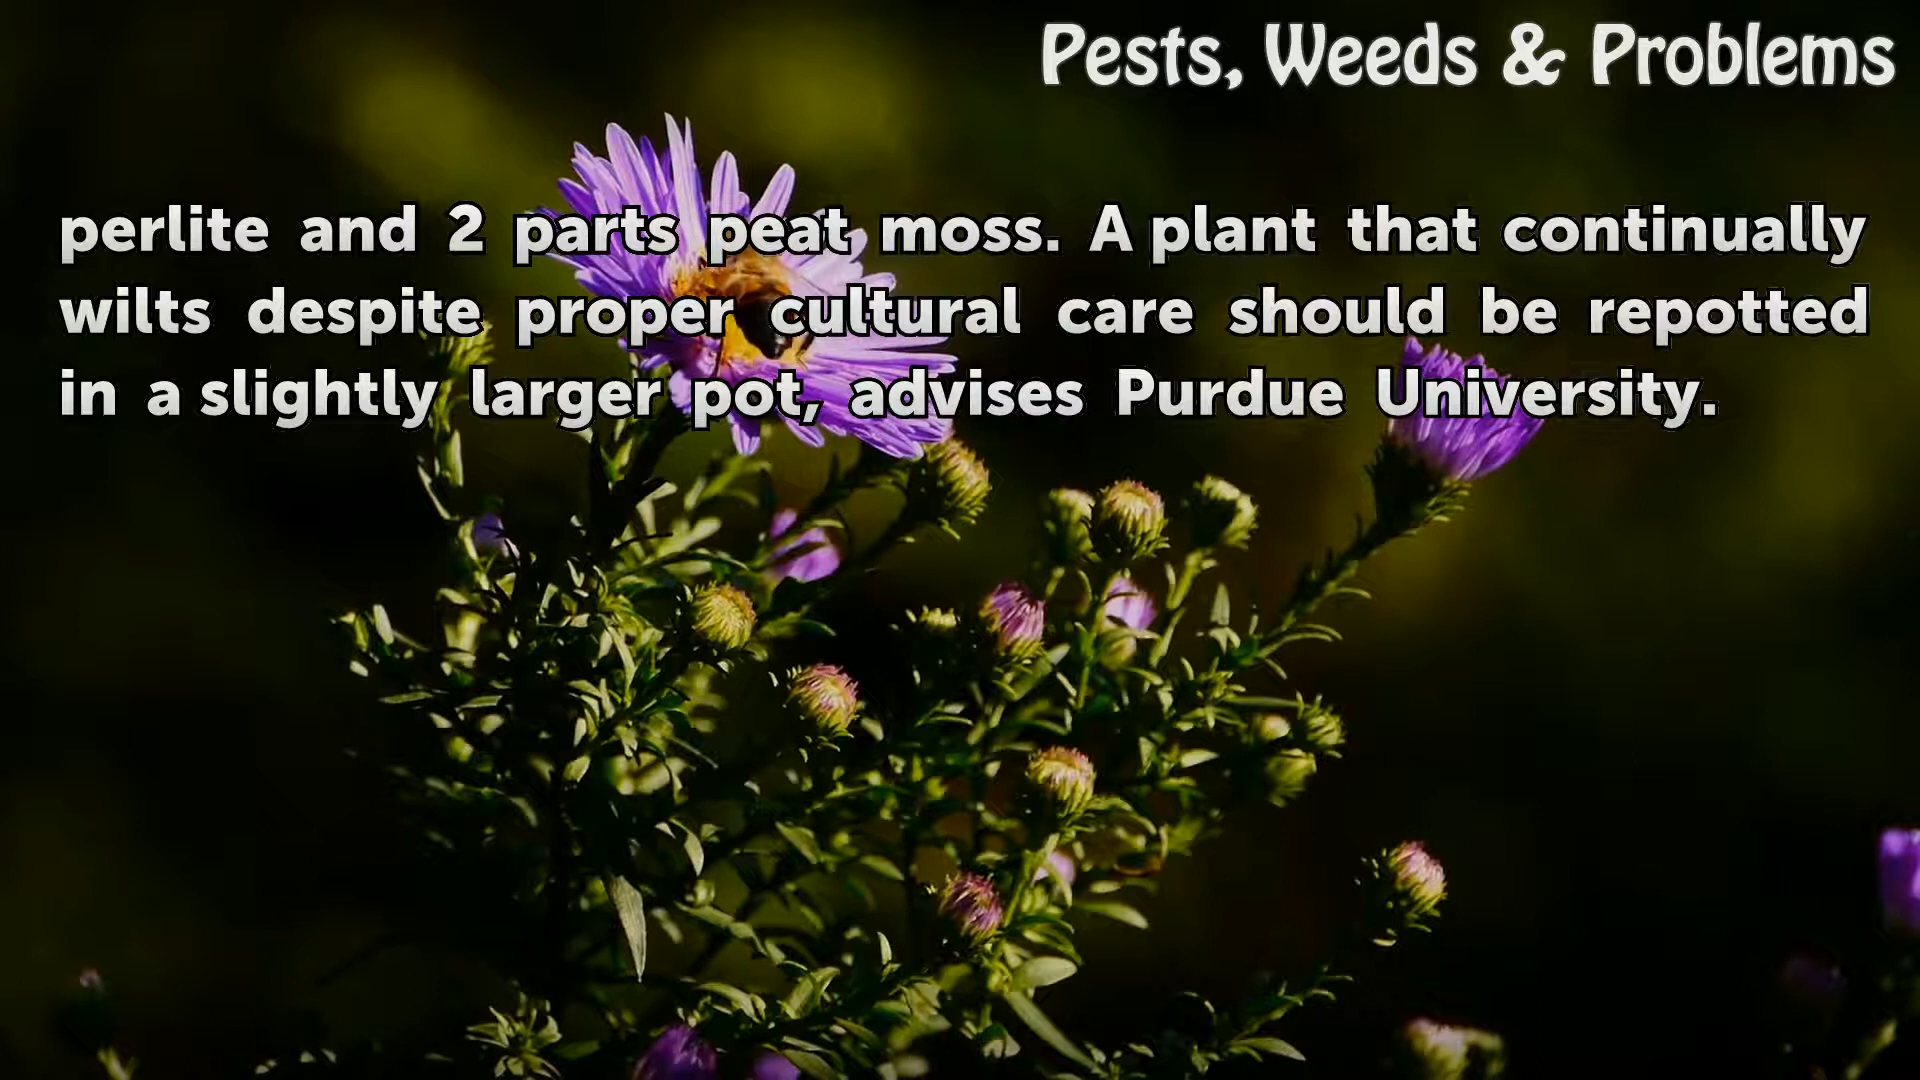 Pests, Weeds & Problems
perlite and 2 parts peat moss. A plant that continually
wilts despite proper cultural care should be repotted
in a slightly larger pot, advises Purdue University.